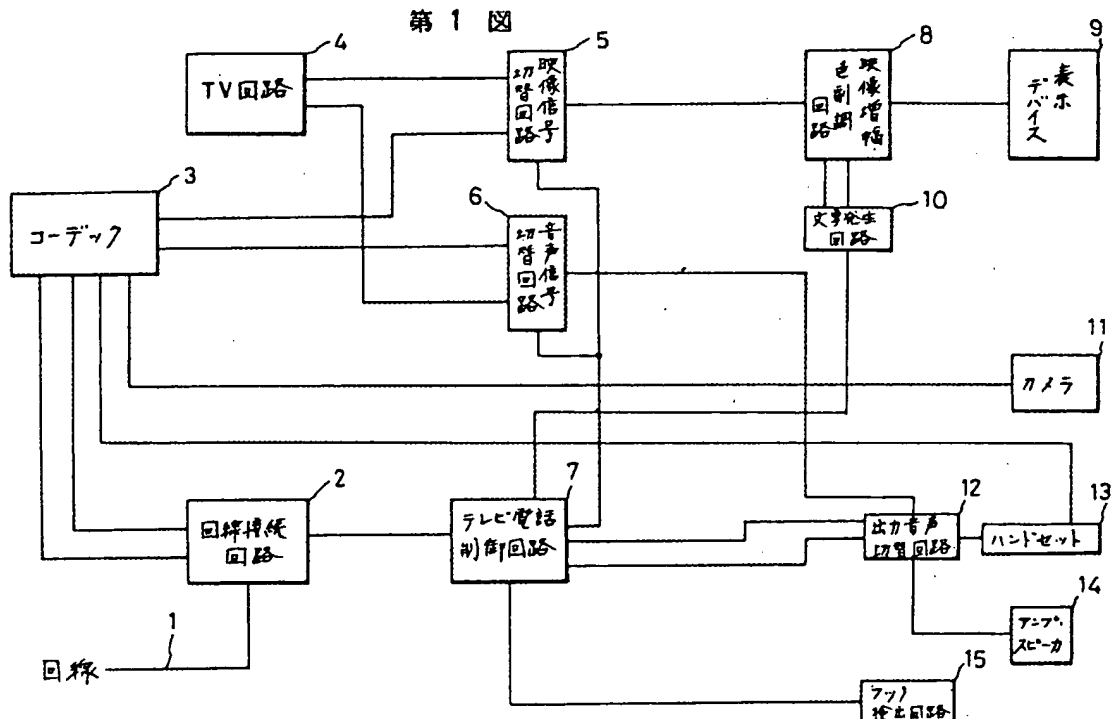 第1図
4
TV回路
5
映像信号
切替回路
8
映像増幅
色制調
回路
9
表示
デバイス
3
コーデック
6
音声信号
切替回路
10
文字発生
回路
11
カメラ
2
回線接続
回路
7
テレビ電話
制御回路
12
出力音声
切替回路
13
ハンドセット
14
アンプ・
スピーカ
1
回線
15
フック
検出回路